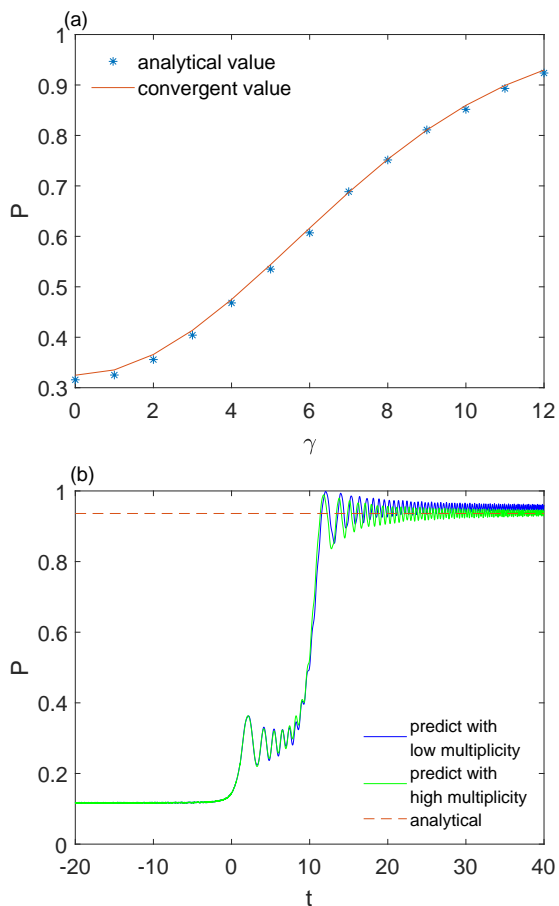 (a)
1
0.9
0.8
0.7
0.6
0.5
0.4
0.3
P
analytical value
convergent value
0 2 4 6 8 10 12
γ
(b)
1
0.8
0.6
0.4
0.2
0
P
predict with
low multiplicity
predict with
high multiplicity
analytical
-20 -10 0 10 20 30 40
t